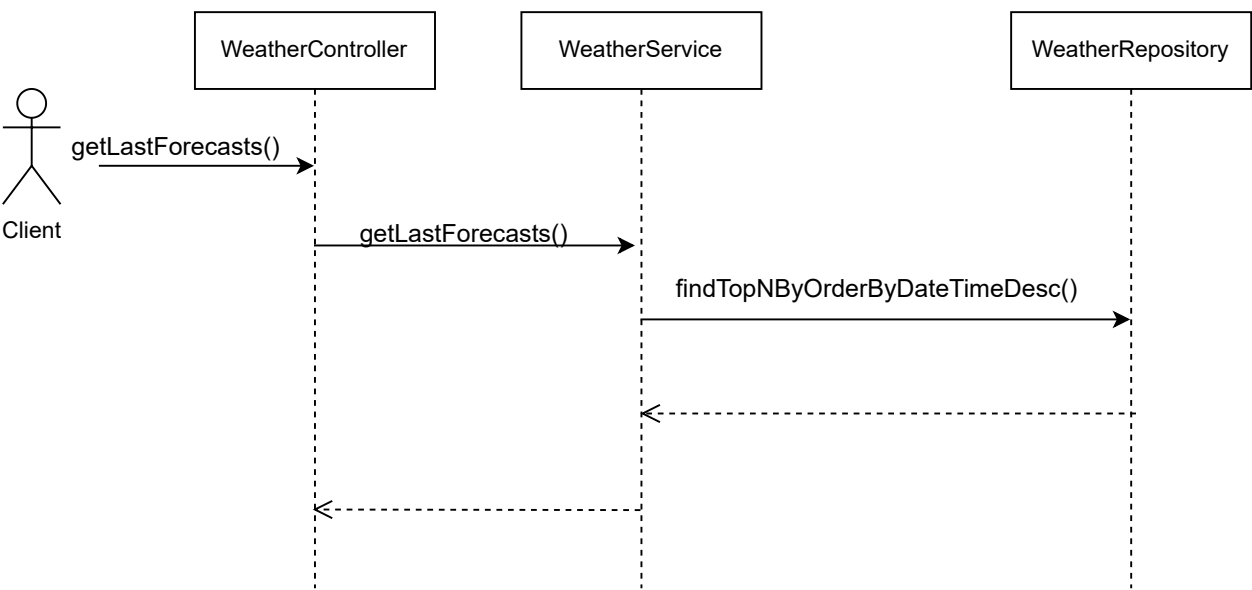 WeatherController
WeatherService
WeatherRepository
getLastForecasts()
Client
getLastForecasts()
findTopNByOrderByDateTimeDesc()